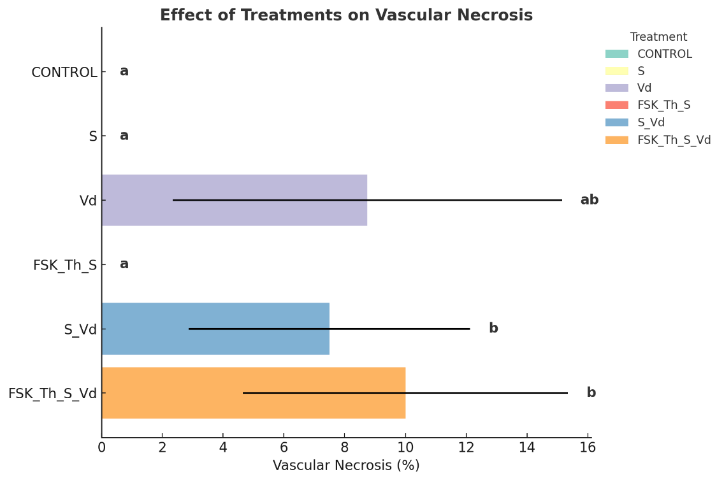 Effect of Treatments on Vascular Necrosis
Treatment
CONTROL
S
Vd
FSK_Th_S
S_Vd
FSK_Th_S_Vd
CONTROL a
S a
Vd ab
FSK_Th_S a
S_Vd b
FSK_Th_S_Vd b
0 2 4 6 8 10 12 14 16
Vascular Necrosis (%)